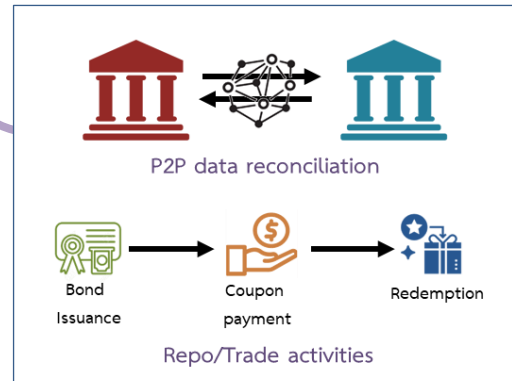 P2P data reconciliation
Bond
Issuance
Coupon
payment
Redemption
Repo/Trade activities